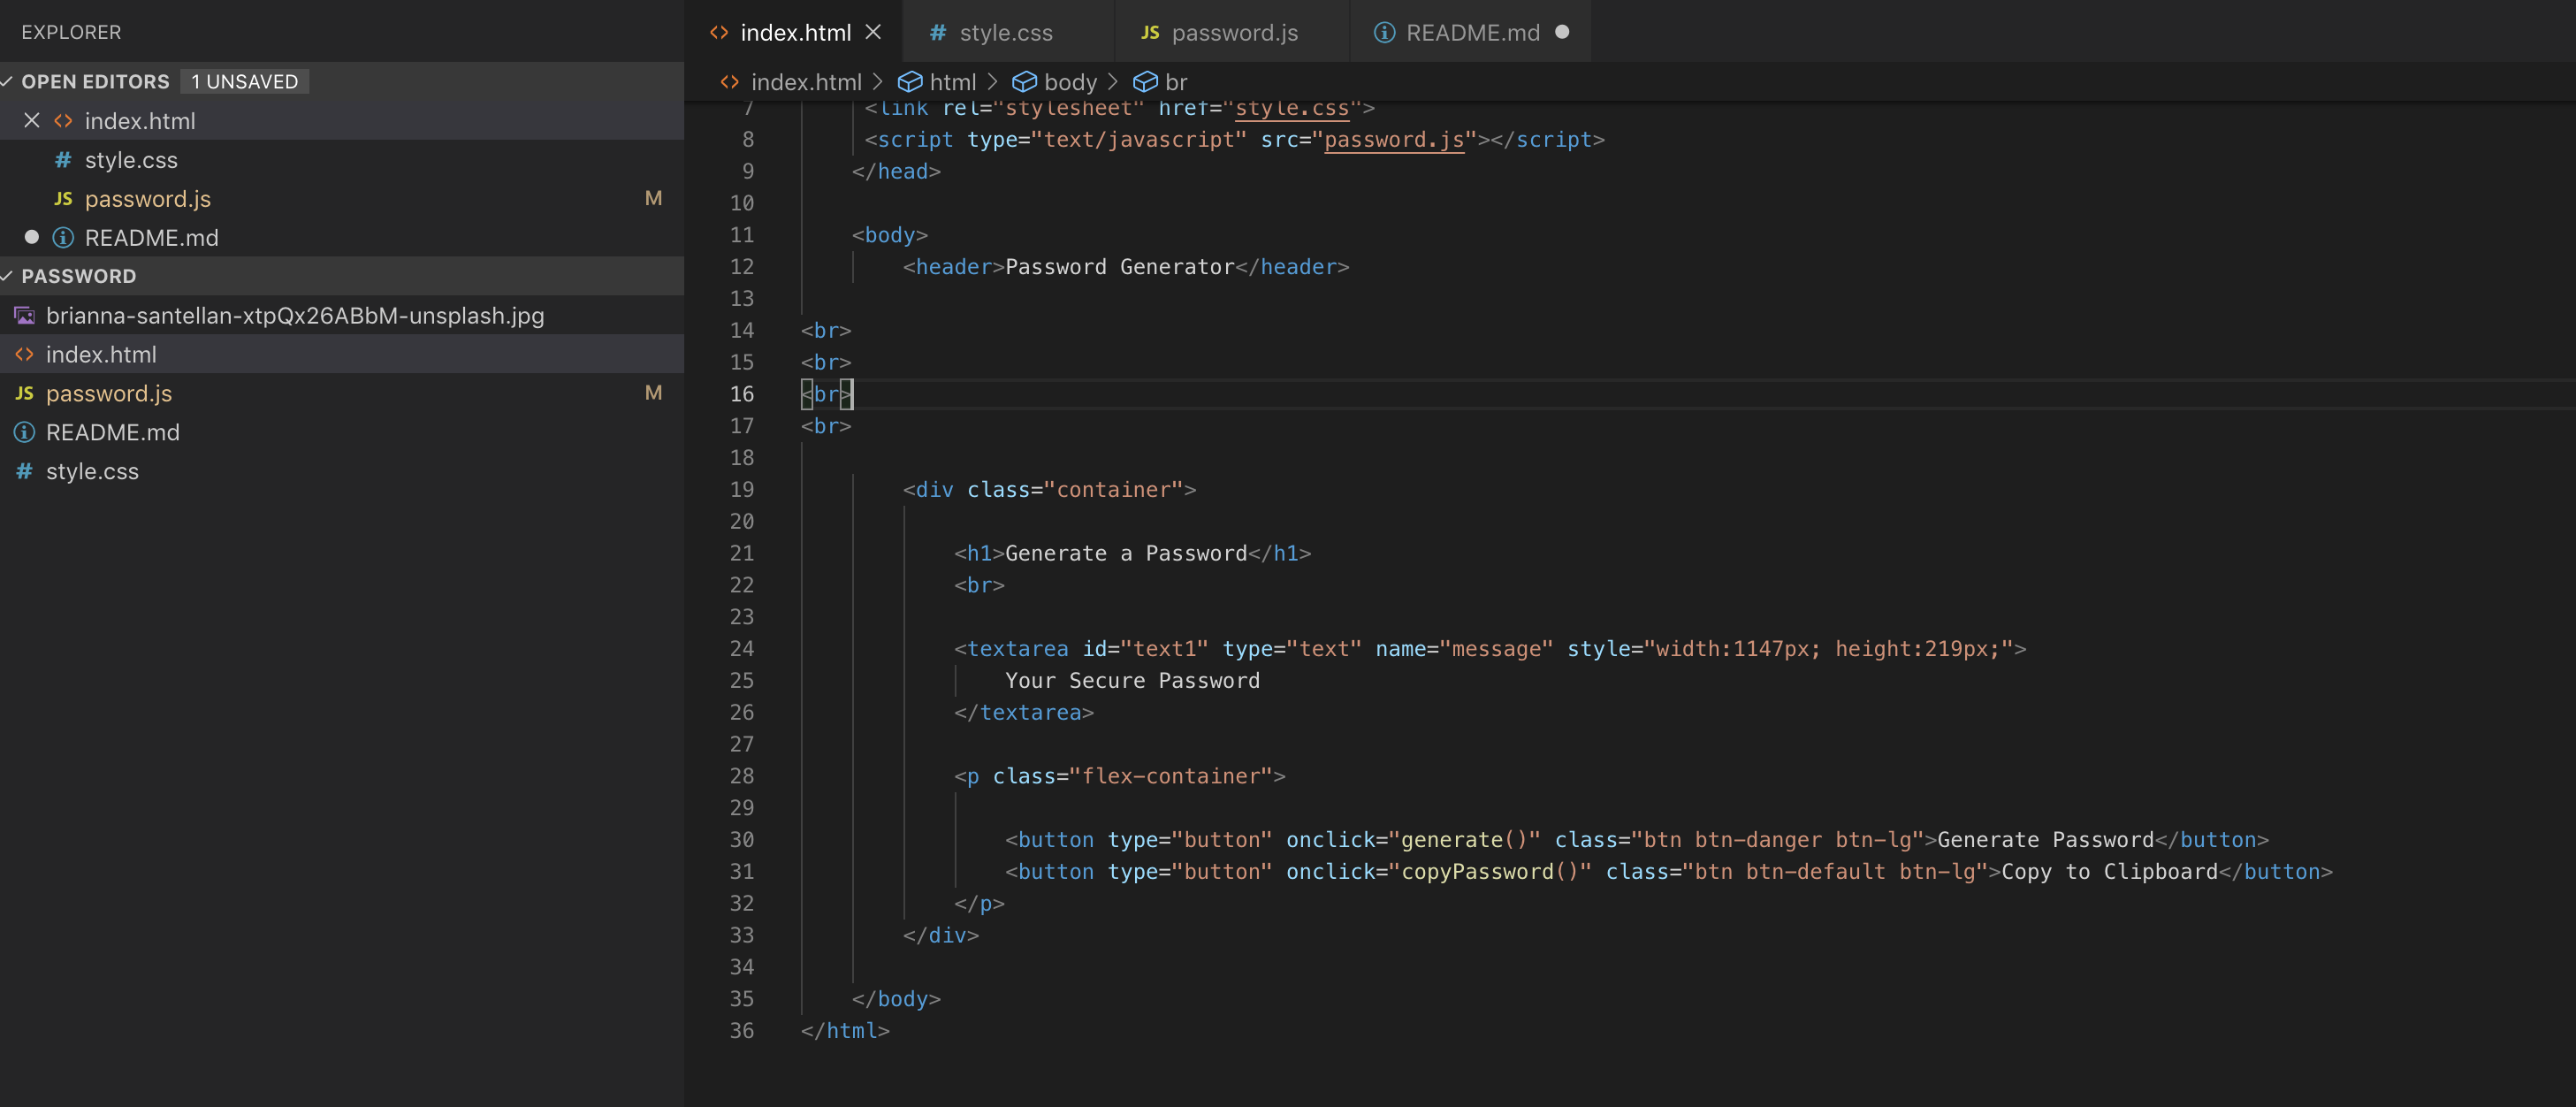 EXPLORER
OPEN EDITORS 1 UNSAVED
index.html
# style.css
JS password.js M
README.md
PASSWORD
brianna-santellan-xtpQx26ABbM-unsplash.jpg
index.html
JS password.js M
README.md
# style.css
index.html # style.css JS password.js README.md
index.html > html > body > br
7 <link rel="stylesheet" href="style.css">
8 <script type="text/javascript" src="password.js"></script>
9 </head>
10
11 <body>
12 <header>Password Generator</header>
13
14 <br>
15 <br>
16 <br>
17 <br>
18
19 <div class="container">
20
21 <h1>Generate a Password</h1>
22 <br>
23
24 <textarea id="text1" type="text" name="message" style="width:1147px; height:219px;">
25 Your Secure Password
26 </textarea>
27
28 <p class="flex-container">
29
30 <button type="button" onclick="generate()" class="btn btn-danger btn-lg">Generate Password</button>
31 <button type="button" onclick="copyPassword()" class="btn btn-default btn-lg">Copy to Clipboard</button>
32 </p>
33 </div>
34
35 </body>
36 </html>